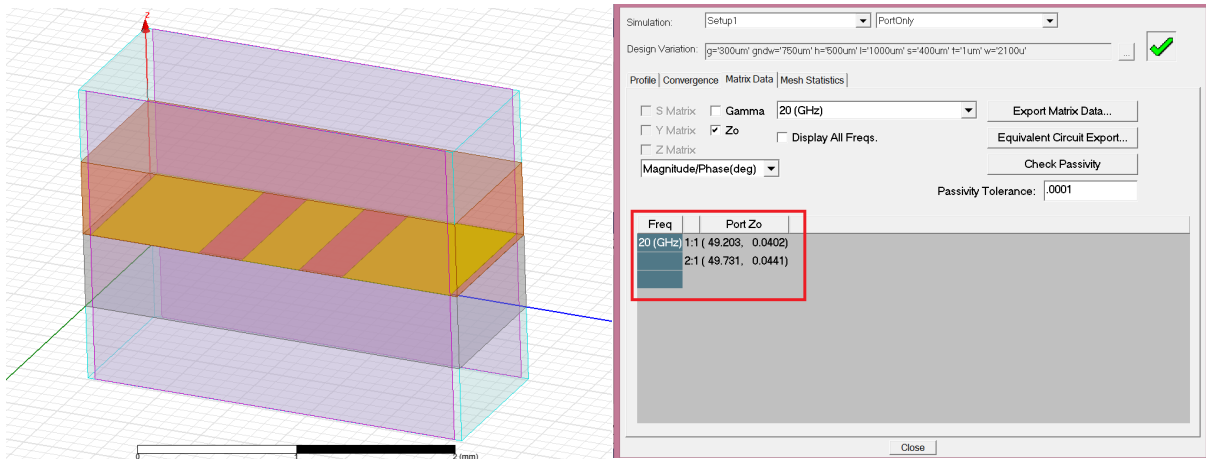 z
0
1
2 (mm)
Simulation: Setup1 PortOnly
Design Variation: g='300um' gndw='750um' h='500um' l='1000um' s='400um' t='1um' w='2100u' ...
Profile Convergence Matrix Data Mesh Statistics
S Matrix Gamma 20 (GHz) Export Matrix Data...
Y Matrix Zo Display All Freqs. Equivalent Circuit Export...
Z Matrix
Magnitude/Phase(deg) Check Passivity
Passivity Tolerance: .0001
Freq Port Zo
20 (GHz) 1:1 ( 49.203, 0.0402)
2:1 ( 49.731, 0.0441)
Close